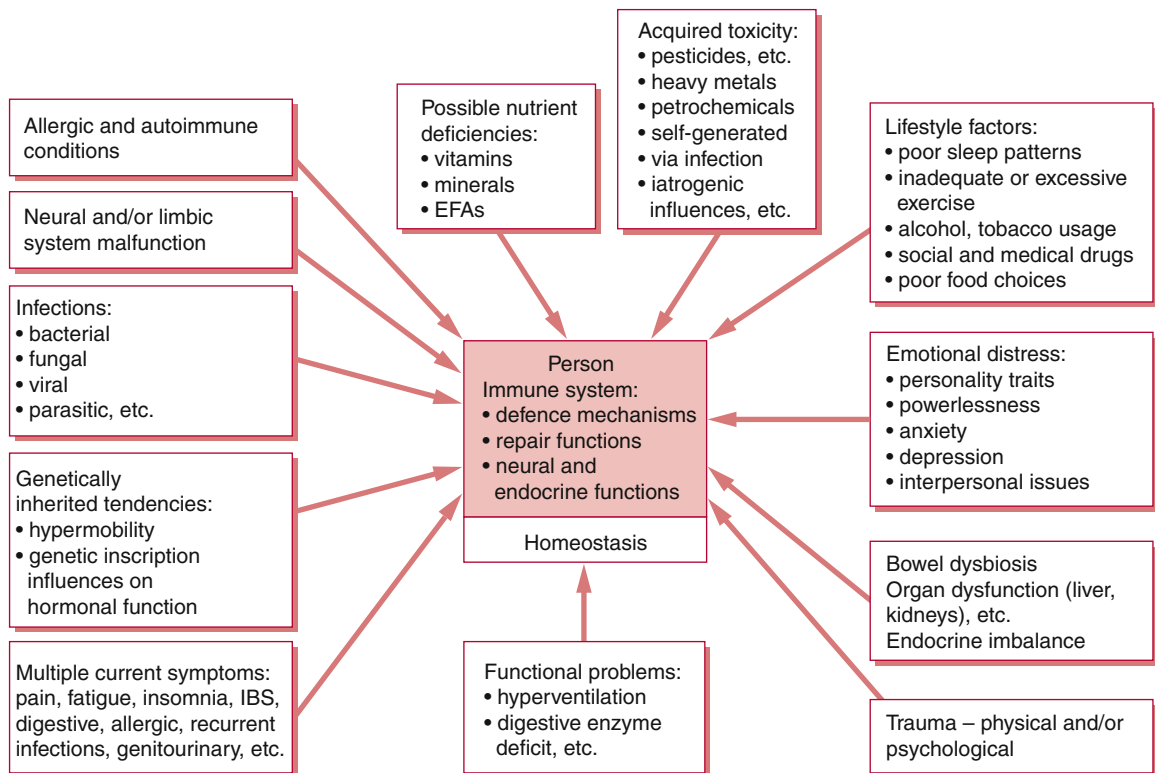 Allergic and autoimmune
conditions
Neural and/or limbic
system malfunction
Infections:
• bacterial
• fungal
• viral
• parasitic, etc.
Genetically
inherited tendencies:
• hypermobility
• genetic inscription
influences on
hormonal function
Multiple current symptoms:
pain, fatigue, insomnia, IBS,
digestive, allergic, recurrent
infections, genitourinary, etc.
Possible nutrient
deficiencies:
• vitamins
• minerals
• EFAs
Acquired toxicity:
• pesticides, etc.
• heavy metals
• petrochemicals
• self-generated
• via infection
• iatrogenic
influences, etc.
Person
Immune system:
• defence mechanisms
• repair functions
• neural and
endocrine functions
Homeostasis
Functional problems:
• hyperventilation
• digestive enzyme
deficit, etc.
Lifestyle factors:
• poor sleep patterns
• inadequate or excessive
exercise
• alcohol, tobacco usage
• social and medical drugs
• poor food choices
Emotional distress:
• personality traits
• powerlessness
• anxiety
• depression
• interpersonal issues
Bowel dysbiosis
Organ dysfunction (liver,
kidneys), etc.
Endocrine imbalance
Trauma – physical and/or
psychological